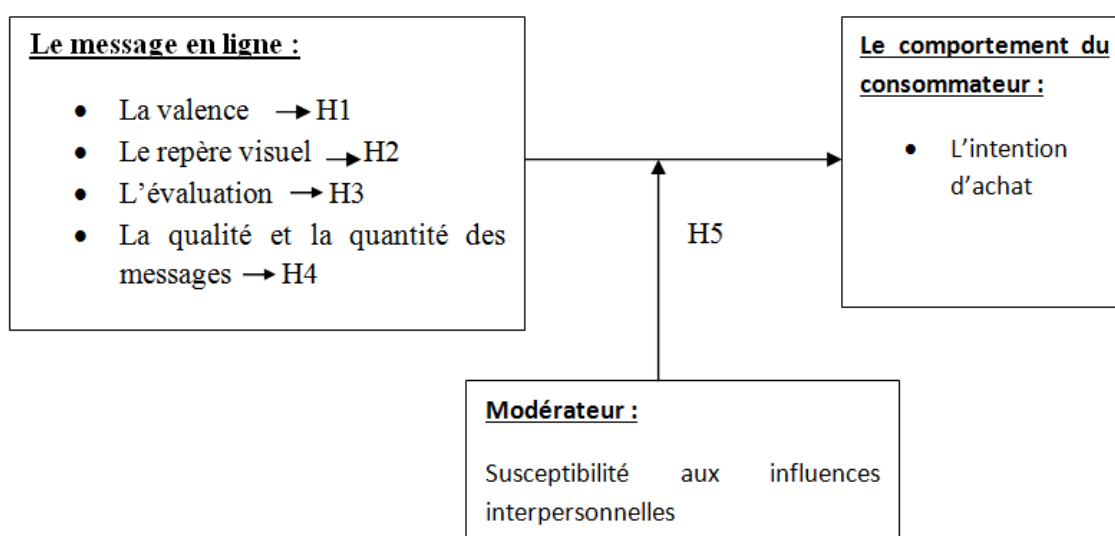 Le message en ligne :
• La valence → H1
• Le repère visuel → H2
• L’évaluation → H3
• La qualité et la quantité des
messages → H4
Le comportement du
consommateur :
• L’intention
d’achat
H5
Modérateur :
Susceptibilité aux influences
interpersonnelles